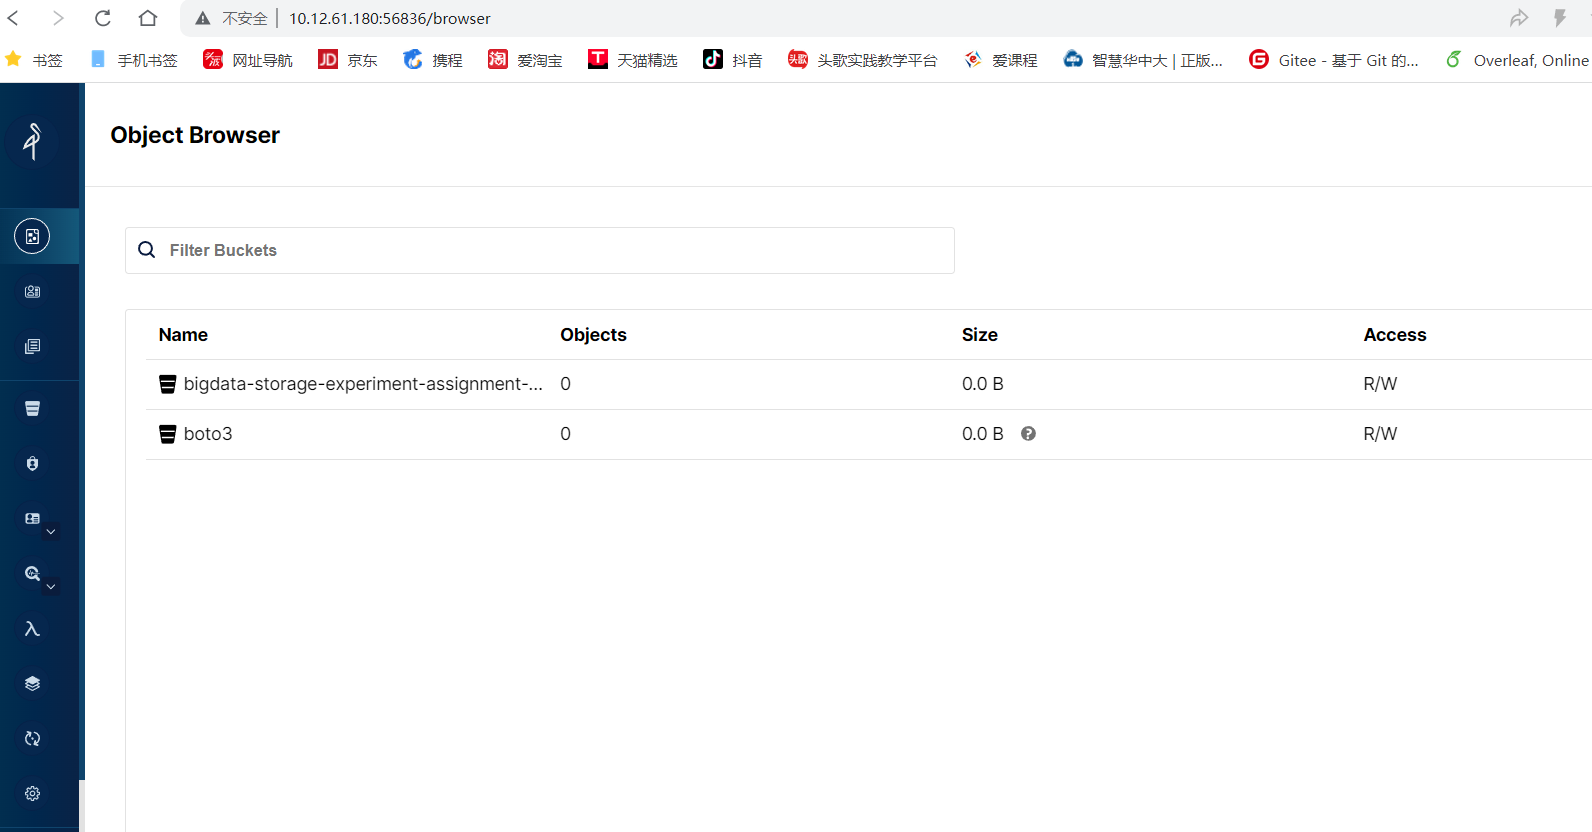 不安全 10.12.61.180:56836/browser
书签 手机书签 网址导航 JD 京东 携程 淘 爱淘宝 T 天猫精选 抖音 头歌 头歌实践教学平台 爱课程 智慧华中大 | 正版... G Gitee - 基于 Git 的... Overleaf, Online
Object Browser
Filter Buckets
Name Objects Size Access
bigdata-storage-experiment-assignment-... 0 0.0 B R/W
boto3 0 0.0 B ? R/W
λ